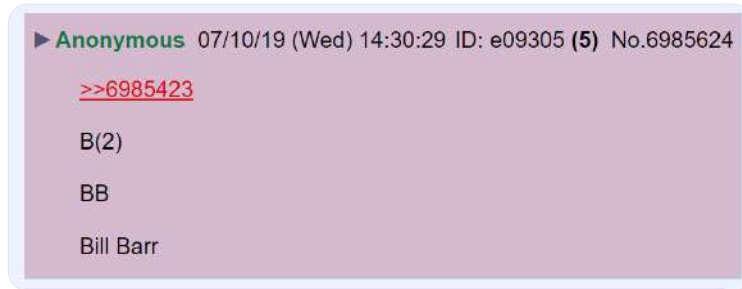 ▶ Anonymous 07/10/19 (Wed) 14:30:29 ID: e09305 (5) No.6985624
>>6985423
B(2)
BB
Bill Barr